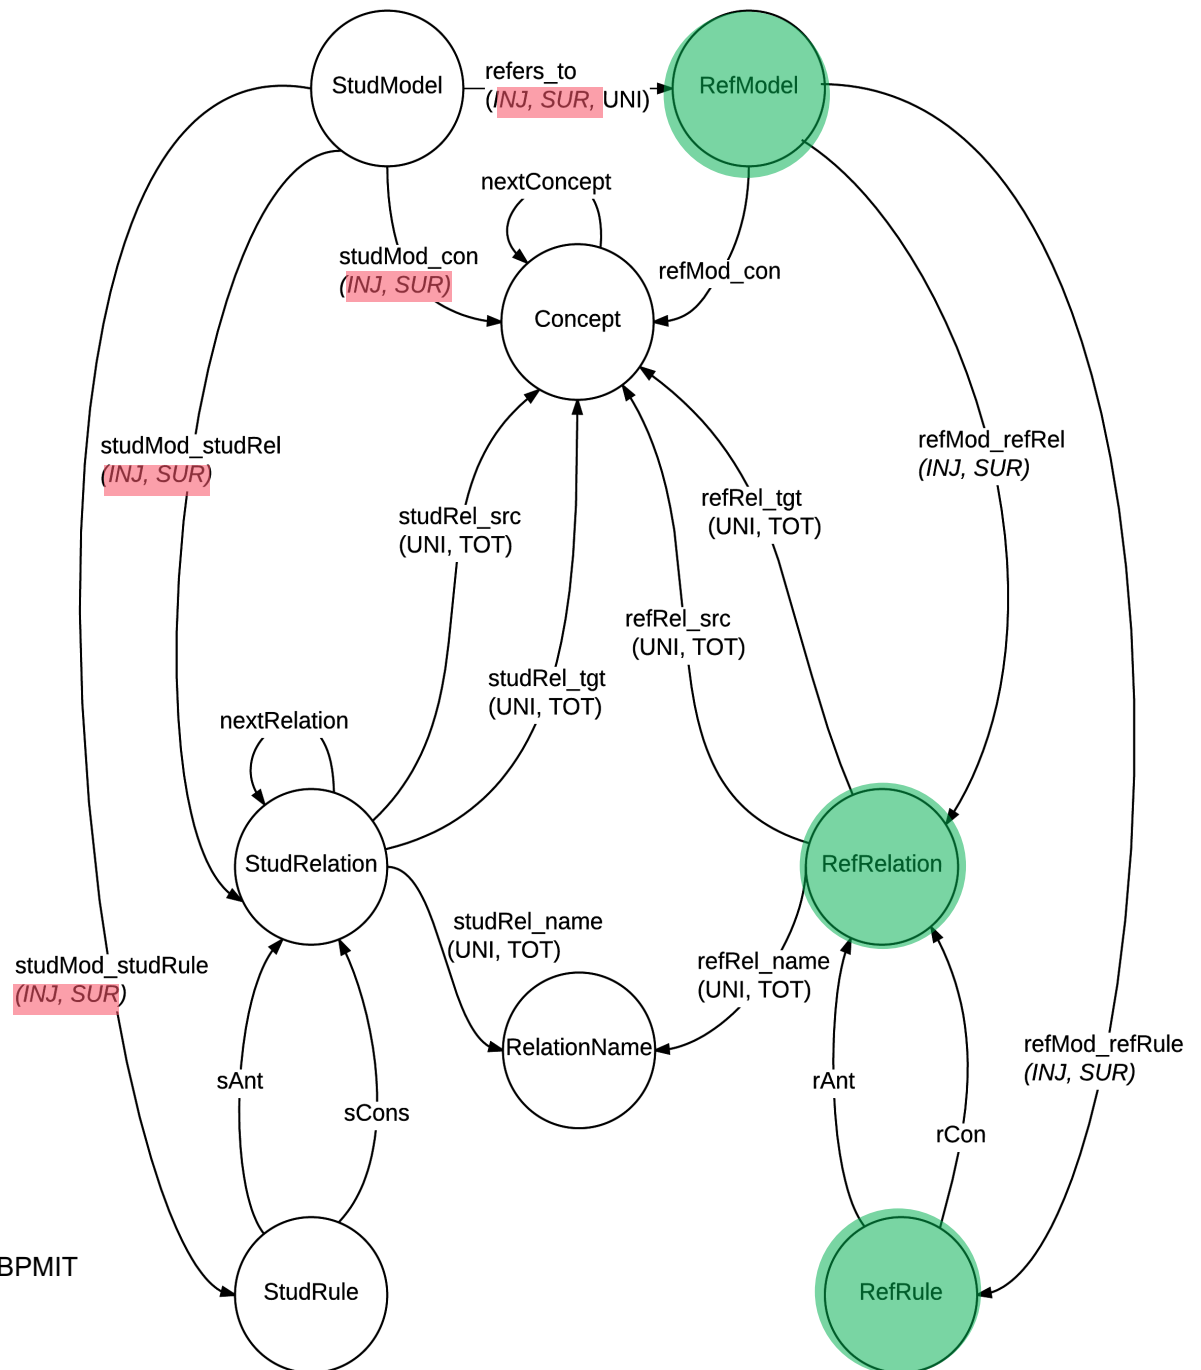 StudModel
refers_to
(INJ, SUR, UNI)
RefModel
nextConcept
studMod_con
(INJ, SUR)
refMod_con
Concept
studMod_studRel
(INJ, SUR)
refMod_refRel
(INJ, SUR)
studRel_src
(UNI, TOT)
refRel_tgt
(UNI, TOT)
refRel_src
(UNI, TOT)
studRel_tgt
(UNI, TOT)
nextRelation
StudRelation
RefRelation
studRel_name
(UNI, TOT)
refRel_name
(UNI, TOT)
studMod_studRule
(INJ, SUR)
RelationName
refMod_refRule
(INJ, SUR)
sAnt
sCons
rAnt
rCon
BPMIT
StudRule
RefRule